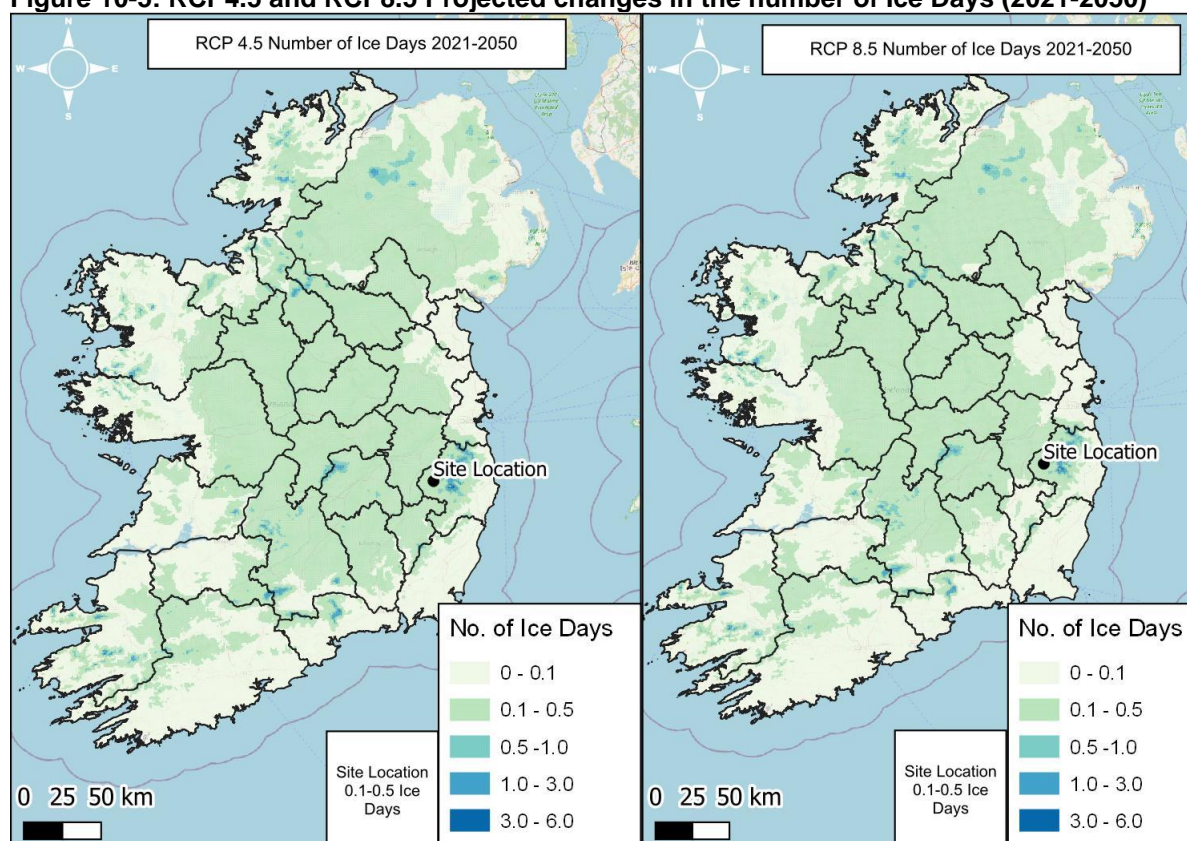 Figure 10-5: RCP4.5 and RCP8.5 Projected changes in the number of Ice Days (2021-2050)
RCP 4.5 Number of Ice Days 2021-2050
N
W
E
S
Site Location
No. of Ice Days
0 - 0.1
0.1 - 0.5
0.5 -1.0
1.0 - 3.0
3.0 - 6.0
Site Location
0.1-0.5 Ice
Days
0 25 50 km
RCP 8.5 Number of Ice Days 2021-2050
N
W
E
S
Site Location
No. of Ice Days
0 - 0.1
0.1 - 0.5
0.5 -1.0
1.0 - 3.0
3.0 - 6.0
Site Location
0.1-0.5 Ice
Days
0 25 50 km